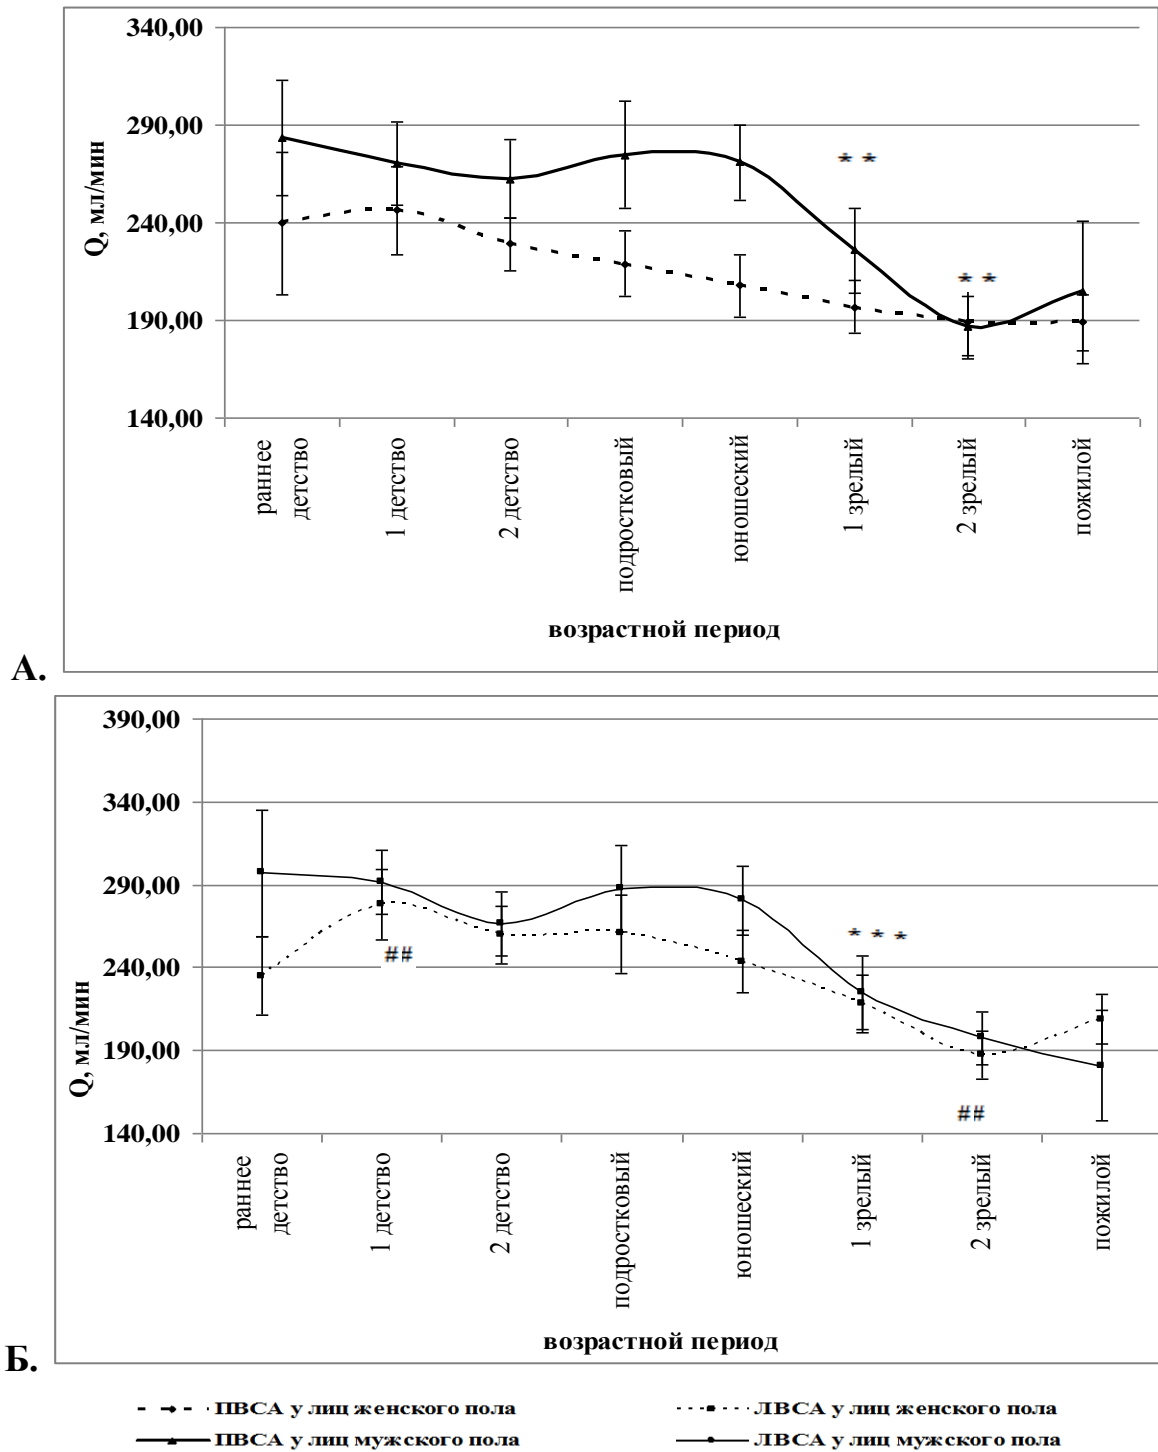 340,00
290,00
240,00
190,00
140,00
Q, мл/мин
* *
* *
раннее
детство
1 детство
2 детство
подростковый
юношеский
1 зрелый
2 зрелый
пожилой
возрастной период
А.
390,00
340,00
290,00
240,00
190,00
140,00
Q, мл/мин
##
* * *
##
раннее
детство
1 детство
2 детство
подростковый
юношеский
1 зрелый
2 зрелый
пожилой
возрастной период
Б.
ПВСА у лиц женского пола
ЛВСА у лиц женского пола
ПВСА у лиц мужского пола
ЛВСА у лиц мужского пола